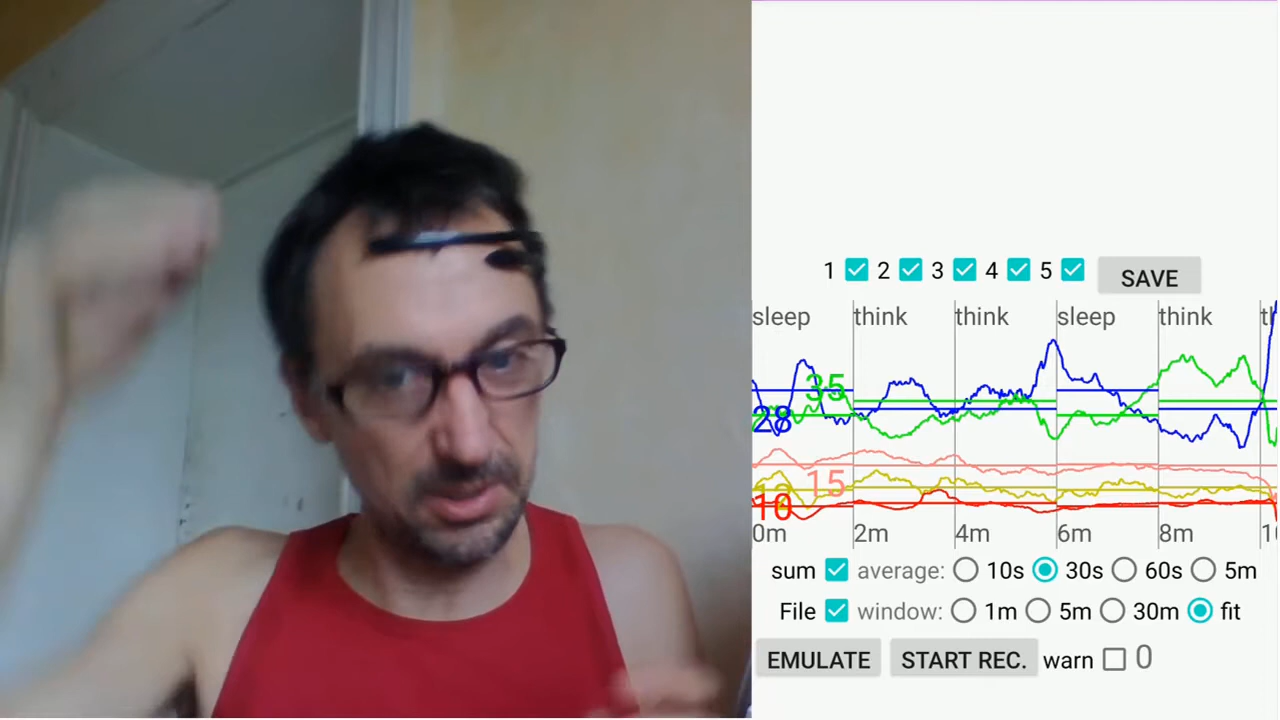 1 2 3 4 5 SAVE
sleep think think sleep think
35
28
15
10
0m 2m 4m 6m 8m
sum average: 10s 30s 60s 5m
File window: 1m 5m 30m fit
EMULATE START REC. warn 0